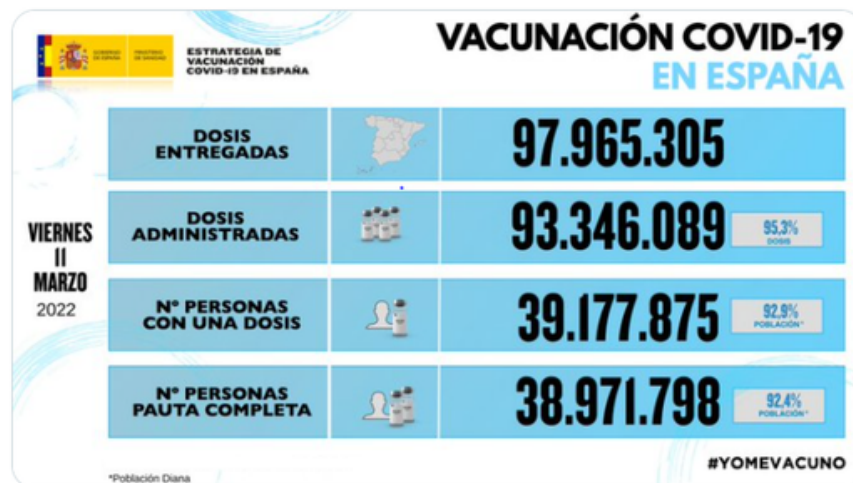 GOBIERNO DE ESPAÑA
MINISTERIO DE SANIDAD
ESTRATEGIA DE
VACUNACIÓN
COVID-19 EN ESPAÑA
VACUNACIÓN COVID-19
EN ESPAÑA
VIERNES
11
MARZO
2022
DOSIS
ENTREGADAS
97.965.305
DOSIS
ADMINISTRADAS
93.346.089
95,3%
DOSIS
Nº PERSONAS
CON UNA DOSIS
39.177.875
92,9%
POBLACIÓN*
Nº PERSONAS
PAUTA COMPLETA
38.971.798
92,4%
POBLACIÓN*
#YOMEVACUNO
*Población Diana